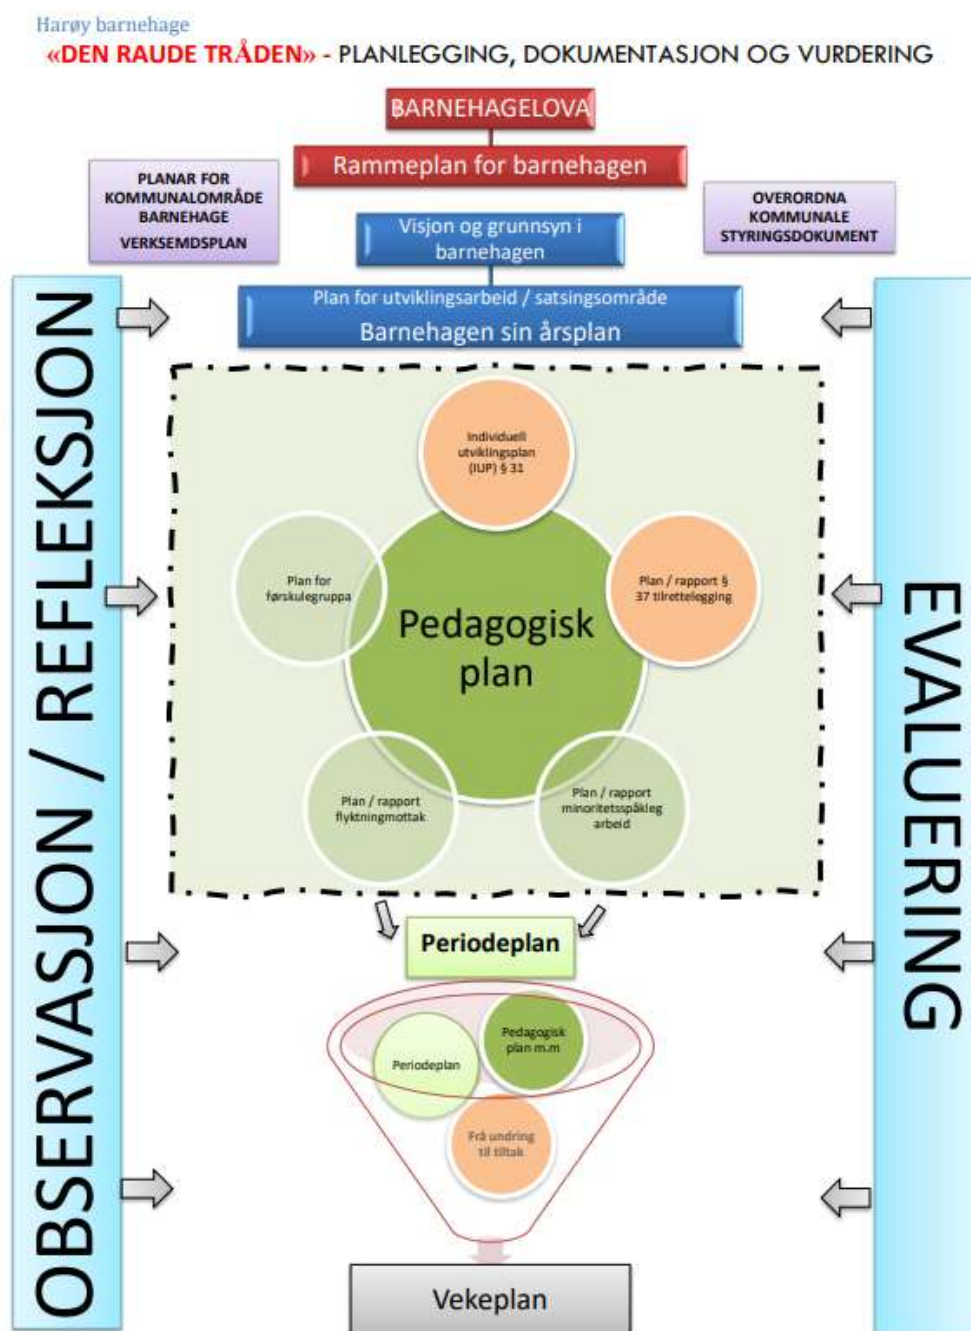 Harøy barnehage
«DEN RAUDE TRÅDEN» - PLANLEGGING, DOKUMENTASJON OG VURDERING
BARNEHAGELOVA
Rammeplan for barnehagen
PLANAR FOR
KOMMUNALOMRÅDE
BARNEHAGE
VERKSEMDSPLAN
OVERORDNA
KOMMUNALE
STYRINGSDOKUMENT
Visjon og grunnsyn i
barnehagen
Plan for utviklingsarbeid / satsingsområde
Barnehagen sin årsplan
OBSERVASJON / REFLEKSJON
EVALUERING
Individuell
utviklingsplan
(IUP) § 31
Plan for
førskulegruppa
Plan / rapport §
37 tilrettelegging
Pedagogisk
plan
Plan / rapport
flyktningmottak
Plan / rapport
minoritetsspåkleg
arbeid
Periodeplan
Pedagogisk
plan m.m
Periodeplan
Frå undring
til tiltak
Vekeplan